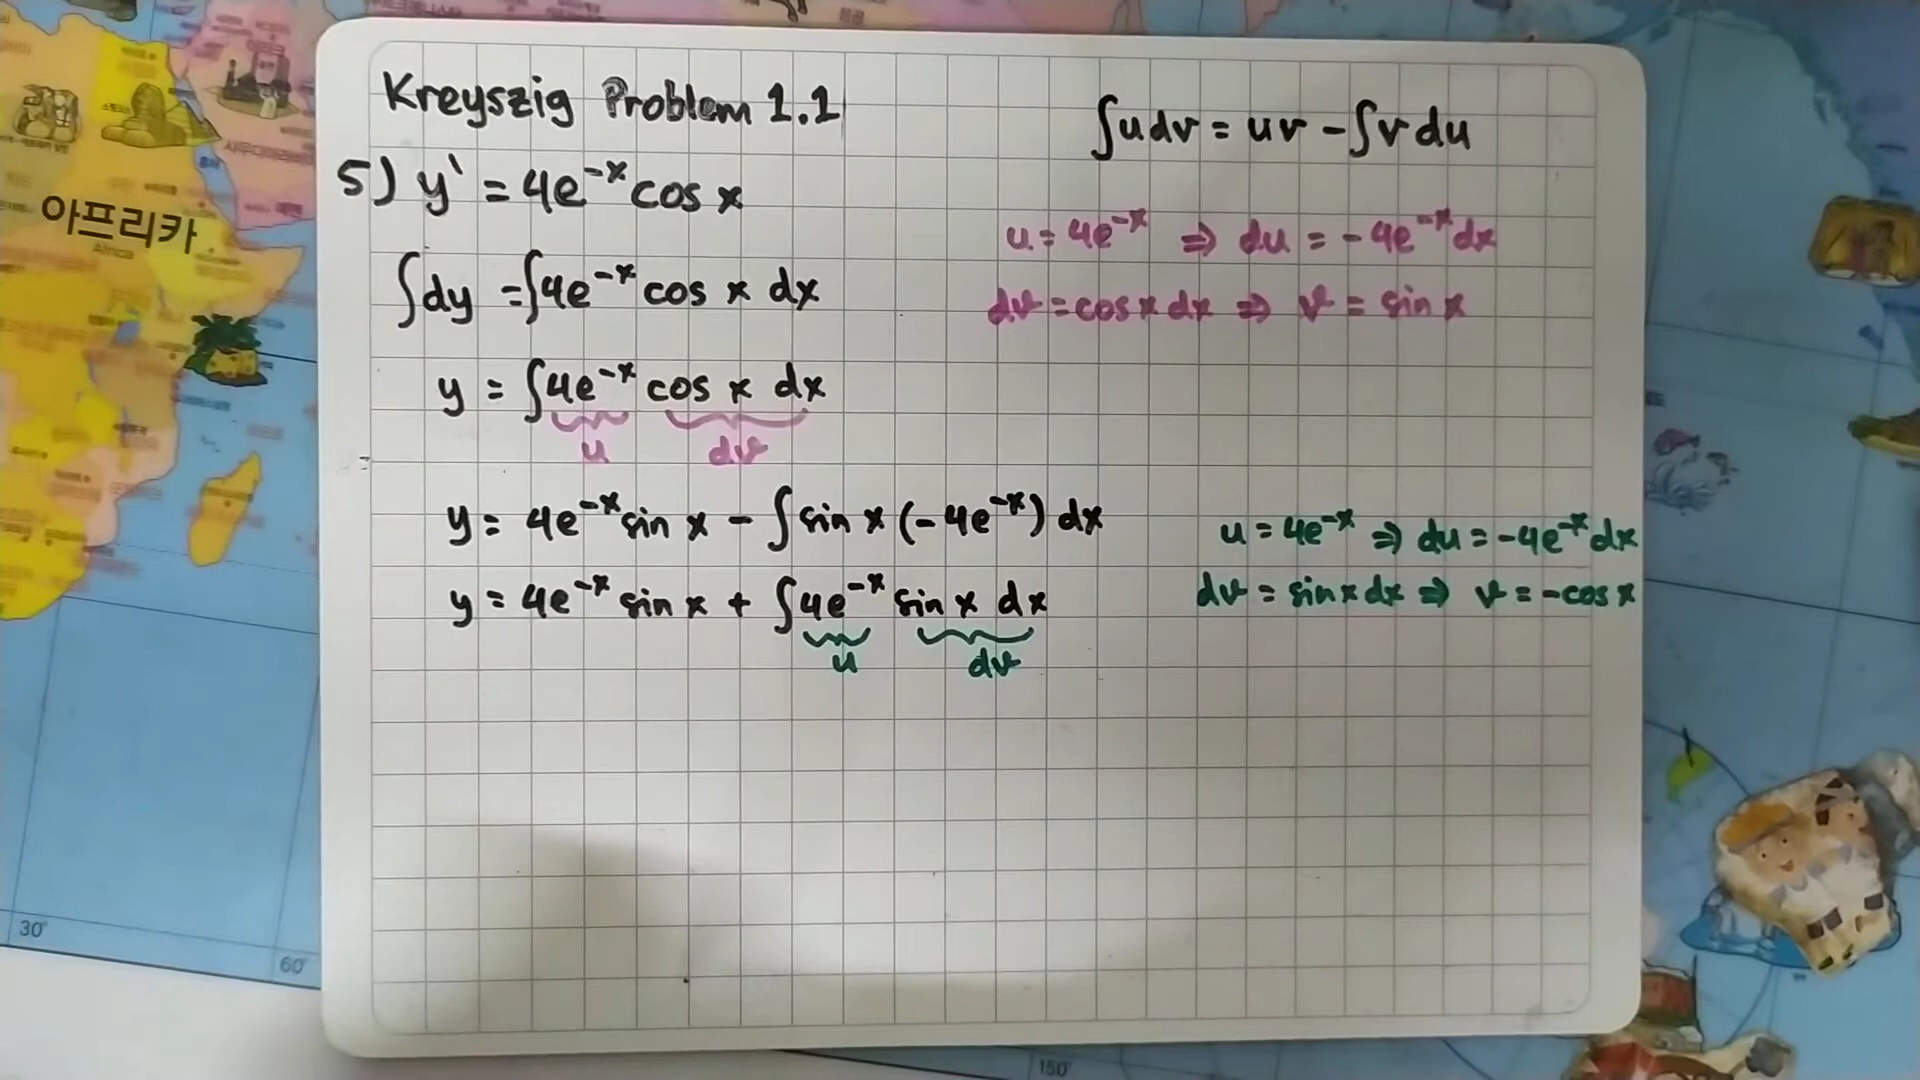 Kreyszig Problem 1.1
∫u dv = uv - ∫v du
5) y' = 4e^-x cos x
u = 4e^-x ⇒ du = -4e^-x dx
∫dy = ∫4e^-x cos x dx
dv = cos x dx ⇒ v = sin x
y = ∫4e^-x cos x dx
u dv
y = 4e^-x sin x - ∫ sin x (-4e^-x) dx
u = 4e^-x ⇒ du = -4e^-x dx
y = 4e^-x sin x + ∫4e^-x sin x dx
dv = sin x dx ⇒ v = -cos x
u dv
아프리카
Africa
30°
60°
150°